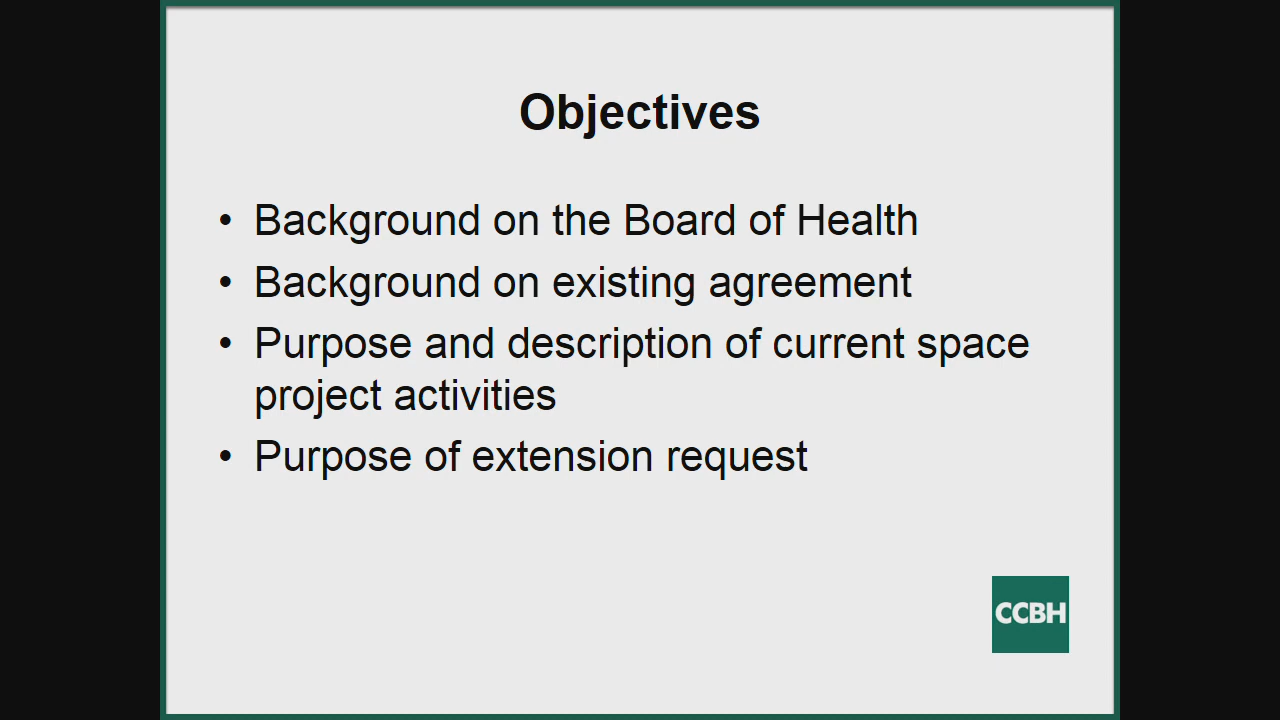 Objectives
• Background on the Board of Health
• Background on existing agreement
• Purpose and description of current space
project activities
• Purpose of extension request
CCBH